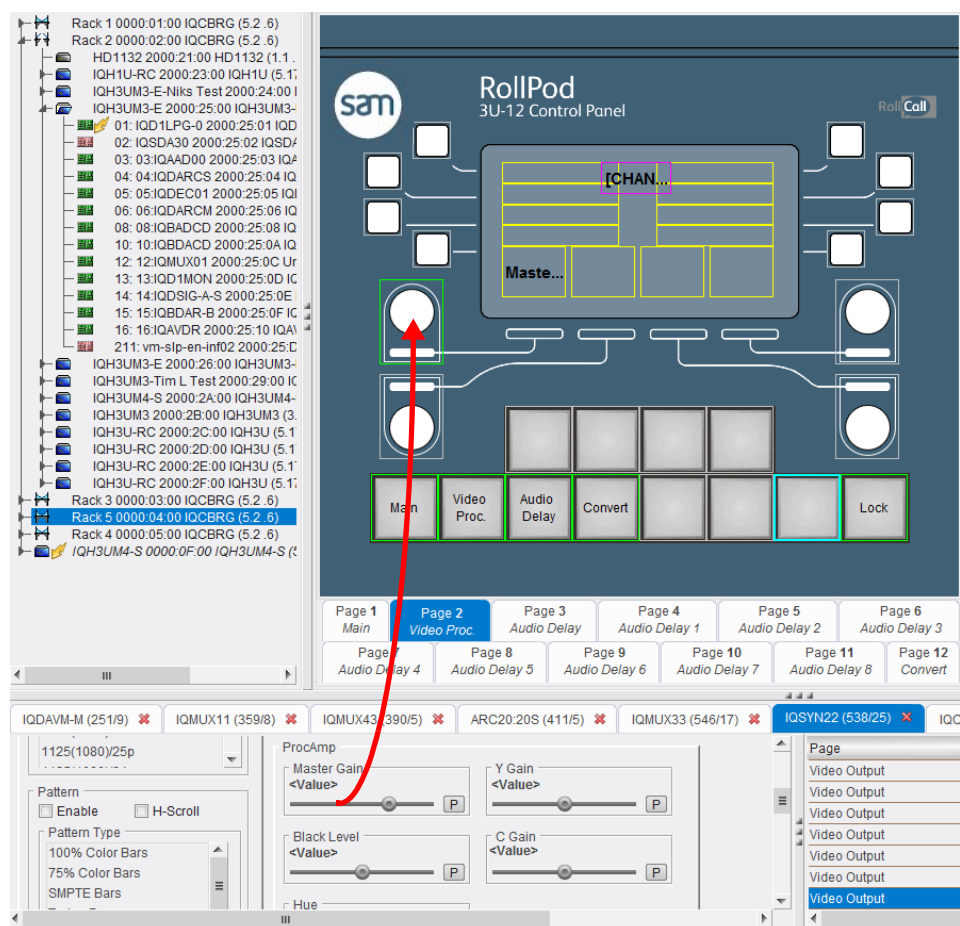 Rack 1 0000:01:00 IQCBRG (5.2 .6)
Rack 2 0000:02:00 IQCBRG (5.2 .6)
HD1132 2000:21:00 HD1132 (1.1 .
IQH1U-RC 2000:23:00 IQH1U (5.17
IQH3UM3-E-Niks Test 2000:24:00 I
IQH3UM3-E 2000:25:00 IQH3UM3-
01: IQD1LPG-0 2000:25:01 IQD
02: IQSDA30 2000:25:02 IQSDA
03: 03:IQAAD00 2000:25:03 IQA
04: 04:IQDARCS 2000:25:04 IQ
05: 05:IQDEC01 2000:25:05 IQI
06: 06:IQDARCM 2000:25:06 IQ
08: 08:IQBADCD 2000:25:08 IQ
10: 10:IQBDACD 2000:25:0A IQ
12: 12:IQMUX01 2000:25:0C Ur
13: 13:IQD1MON 2000:25:0D IC
14: 14:IQDSIG-A-S 2000:25:0E
15: 15:IQBDAR-B 2000:25:0F IC
16: 16:IQAVDR 2000:25:10 IQA
211: vm-slp-en-inf02 2000:25:D
IQH3UM3-E 2000:26:00 IQH3UM3-
IQH3UM3-Tim L Test 2000:29:00 IC
IQH3UM4-S 2000:2A:00 IQH3UM4-
IQH3UM3 2000:2B:00 IQH3UM3 (3.
IQH3U-RC 2000:2C:00 IQH3U (5.1
IQH3U-RC 2000:2D:00 IQH3U (5.1
IQH3U-RC 2000:2E:00 IQH3U (5.1
IQH3U-RC 2000:2F:00 IQH3U (5.17
Rack 3 0000:03:00 IQCBRG (5.2 .6)
Rack 5 0000:04:00 IQCBRG (5.2 .6)
Rack 4 0000:05:00 IQCBRG (5.2 .6)
IQH3UM4-S 0000:0F:00 IQH3UM4-S (5
sam
RollPod
3U-12 Control Panel
RollCall
[CHAN...
Maste...
Main
Video Proc.
Audio Delay
Convert
Lock
Page 1 Main
Page 2 Video Proc.
Page 3 Audio Delay
Page 4 Audio Delay 1
Page 5 Audio Delay 2
Page 6 Audio Delay 3
Page 7 Audio Delay 4
Page 8 Audio Delay 5
Page 9 Audio Delay 6
Page 10 Audio Delay 7
Page 11 Audio Delay 8
Page 12 Convert
IQDAVM-M (251/9)
IQMUX11 (359/8)
IQMUX43 (390/5)
ARC20:20S (411/5)
IQMUX33 (546/17)
IQSYN22 (538/25)
1125(1080)/25p
Pattern
Enable
H-Scroll
Pattern Type
100% Color Bars
75% Color Bars
SMPTE Bars
ProcAmp
Master Gain
<Value>
P
Y Gain
<Value>
P
Black Level
<Value>
P
C Gain
<Value>
P
Hue
Page
Video Output
Video Output
Video Output
Video Output
Video Output
Video Output
Video Output